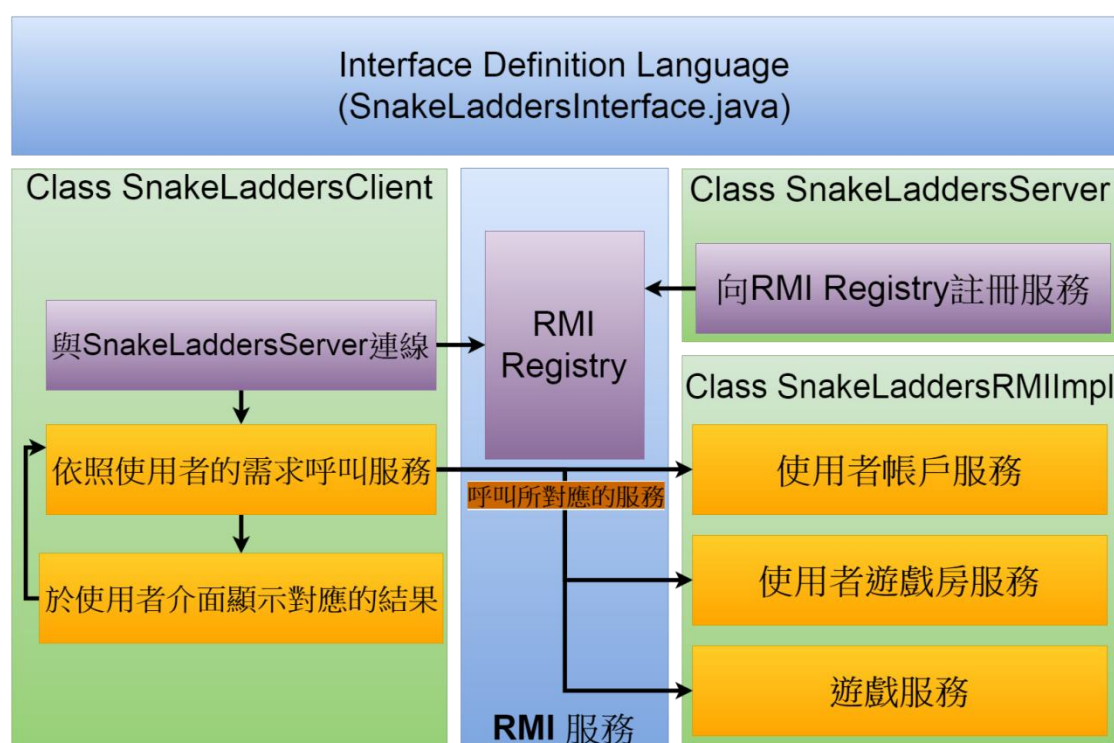 Interface Definition Language
(SnakeLaddersInterface.java)
Class SnakeLaddersClient
與SnakeLaddersServer連線
依照使用者的需求呼叫服務
於使用者介面顯示對應的結果
RMI
Registry
呼叫所對應的服務
RMI 服務
Class SnakeLaddersServer
向RMI Registry註冊服務
Class SnakeLaddersRMIImpl
使用者帳戶服務
使用者遊戲房服務
遊戲服務